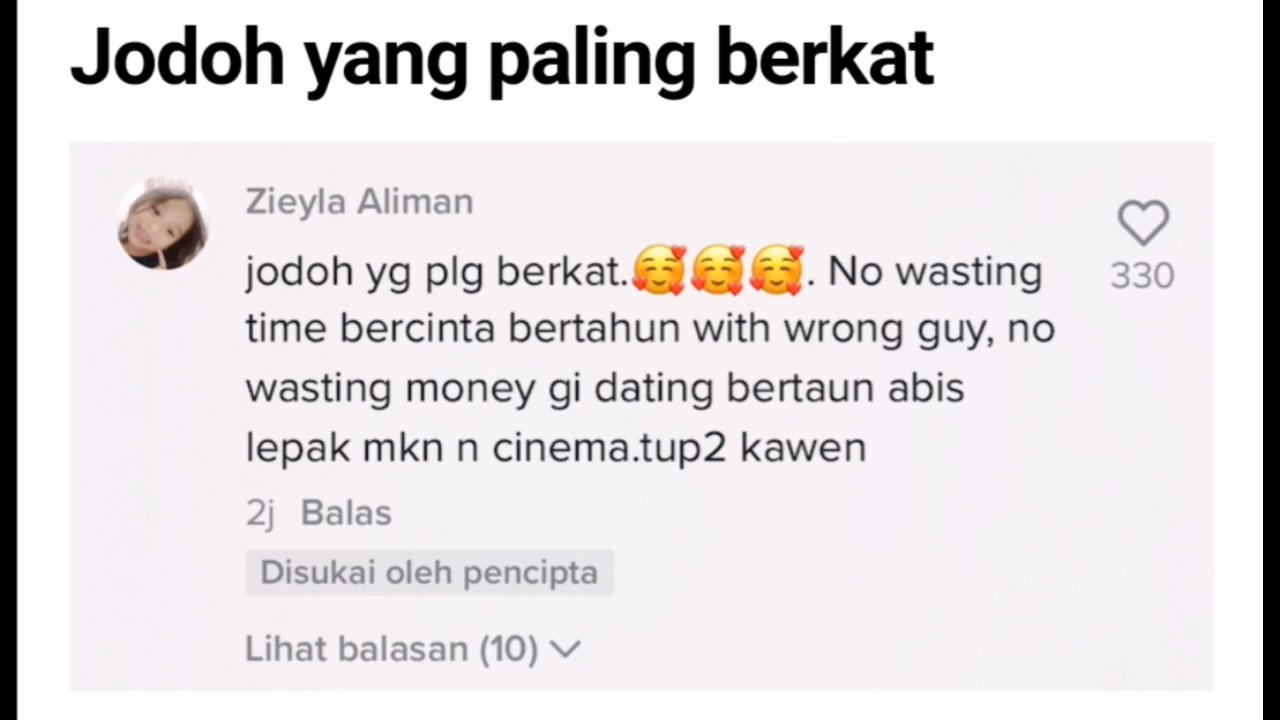 Jodoh yang paling berkat
Zieyla Aliman
jodoh yg plg berkat.🥰🥰🥰. No wasting
time bercinta bertahun with wrong guy, no
wasting money gi dating bertaun abis
lepak mkn n cinema.tup2 kawen
330
2j Balas
Disukai oleh pencipta
Lihat balasan (10)